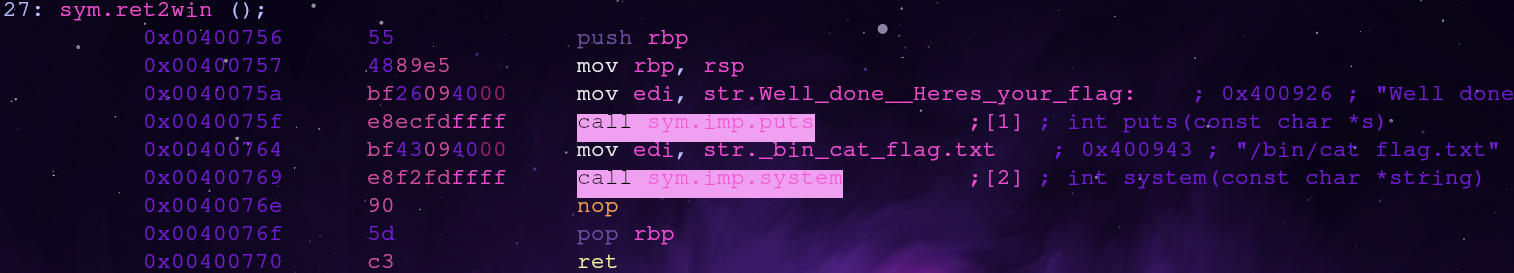 27: sym.ret2win ();
0x00400756 55 push rbp
0x00400757 4889e5 mov rbp, rsp
0x0040075a bf26094000 mov edi, str.Well_done__Heres_your_flag: ; 0x400926 ; "Well done
0x0040075f e8ecfdffff call sym.imp.puts ;[1] ; int puts(const char *s)
0x00400764 bf43094000 mov edi, str._bin_cat_flag.txt ; 0x400943 ; "/bin/cat flag.txt"
0x00400769 e8f2fdffff call sym.imp.system ;[2] ; int system(const char *string)
0x0040076e 90 nop
0x0040076f 5d pop rbp
0x00400770 c3 ret